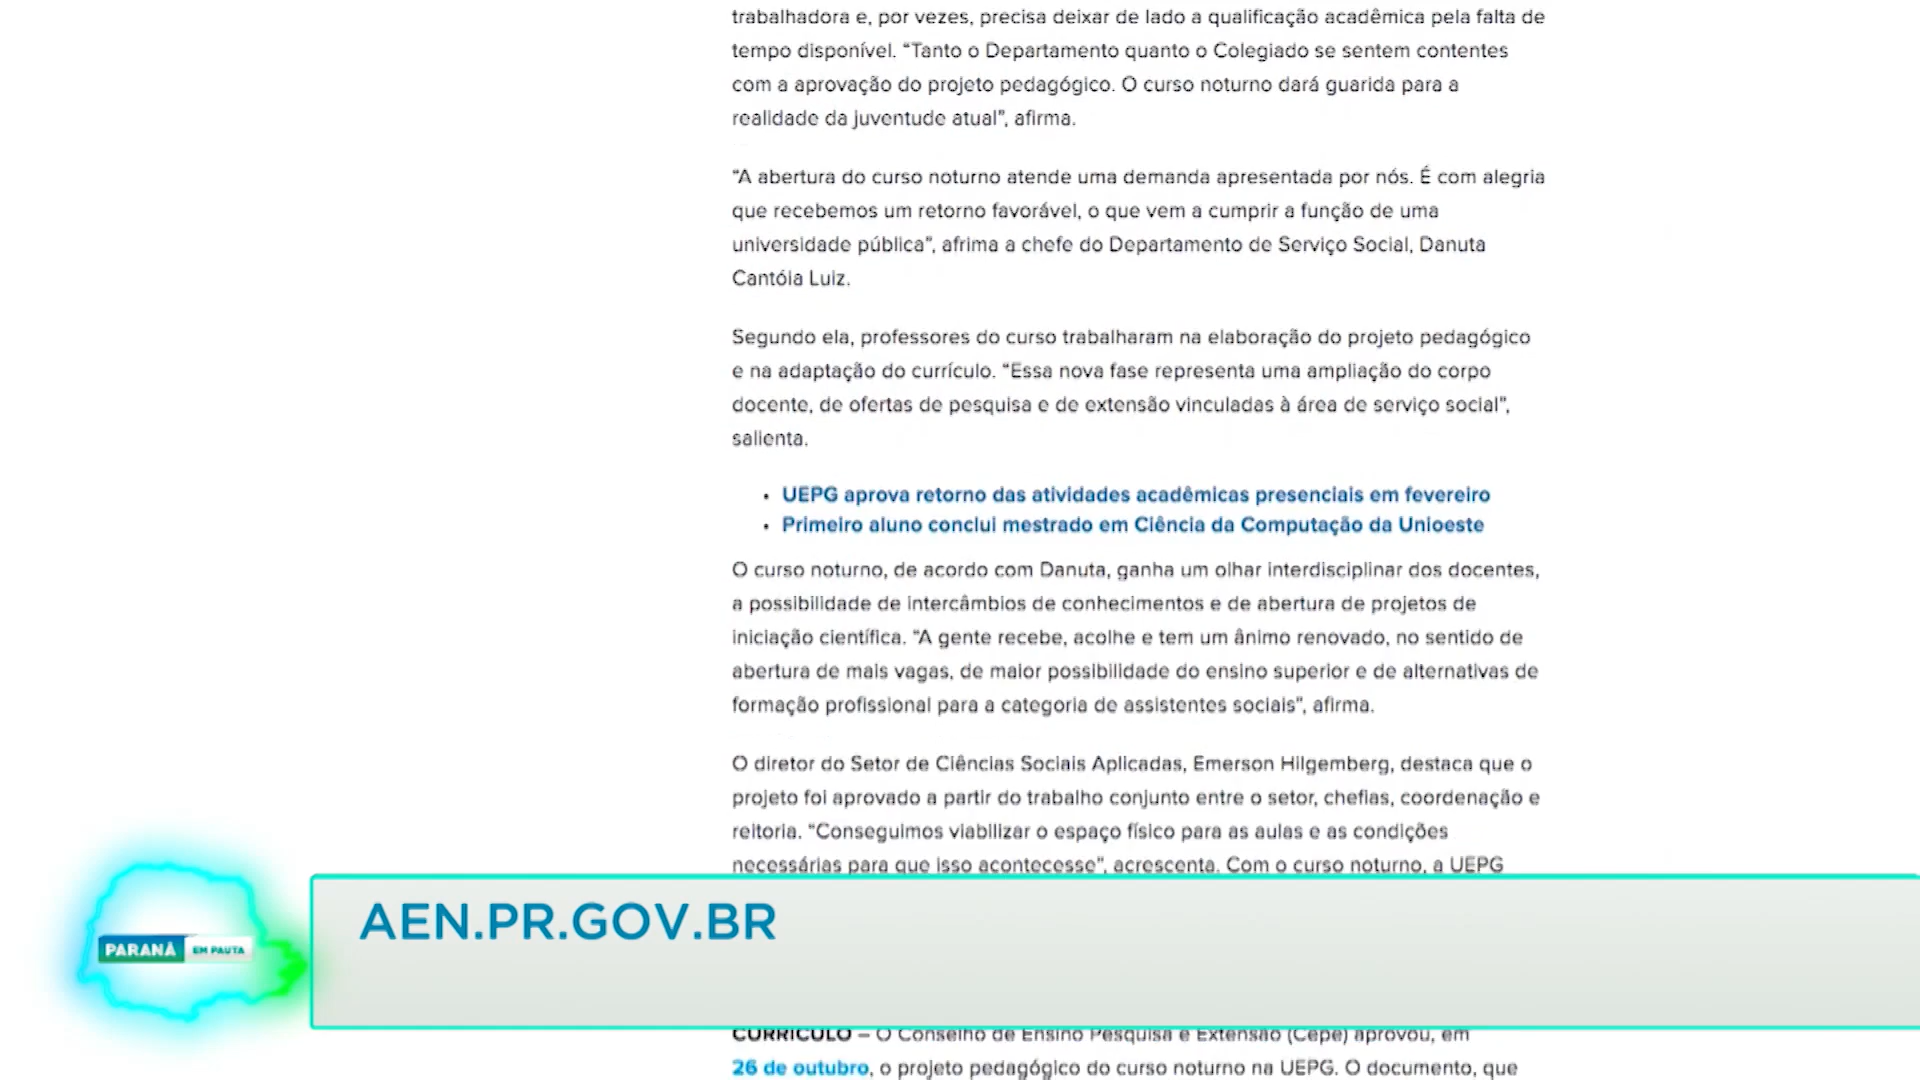 trabalhadora e, por vezes, precisa deixar de lado a qualificação acadêmica pela falta de
tempo disponível. “Tanto o Departamento quanto o Colegiado se sentem contentes
com a aprovação do projeto pedagógico. O curso noturno dará guarida para a
realidade da juventude atual”, afirma.
“A abertura do curso noturno atende uma demanda apresentada por nós. É com alegria
que recebemos um retorno favorável, o que vem a cumprir a função de uma
universidade pública”, afrima a chefe do Departamento de Serviço Social, Danuta
Cantóia Luiz.
Segundo ela, professores do curso trabalharam na elaboração do projeto pedagógico
e na adaptação do currículo. “Essa nova fase representa uma ampliação do corpo
docente, de ofertas de pesquisa e de extensão vinculadas à área de serviço social”,
salienta.
• UEPG aprova retorno das atividades acadêmicas presenciais em fevereiro
• Primeiro aluno conclui mestrado em Ciência da Computação da Unioeste
O curso noturno, de acordo com Danuta, ganha um olhar interdisciplinar dos docentes,
a possibilidade de intercâmbios de conhecimentos e de abertura de projetos de
iniciação científica. “A gente recebe, acolhe e tem um ânimo renovado, no sentido de
abertura de mais vagas, de maior possibilidade do ensino superior e de alternativas de
formação profissional para a categoria de assistentes sociais”, afirma.
O diretor do Setor de Ciências Sociais Aplicadas, Emerson Hilgemberg, destaca que o
projeto foi aprovado a partir do trabalho conjunto entre o setor, chefias, coordenação e
reitoria. “Conseguimos viabilizar o espaço físico para as aulas e as condições
necessárias para que isso acontecesse”, acrescenta. Com o curso noturno, a UEPG
AEN.PR.GOV.BR
PARANÁ EM PAUTA
CURRÍCULO – O Conselho de Ensino Pesquisa e Extensão (Cepe) aprovou, em
26 de outubro, o projeto pedagógico do curso noturno na UEPG. O documento, que